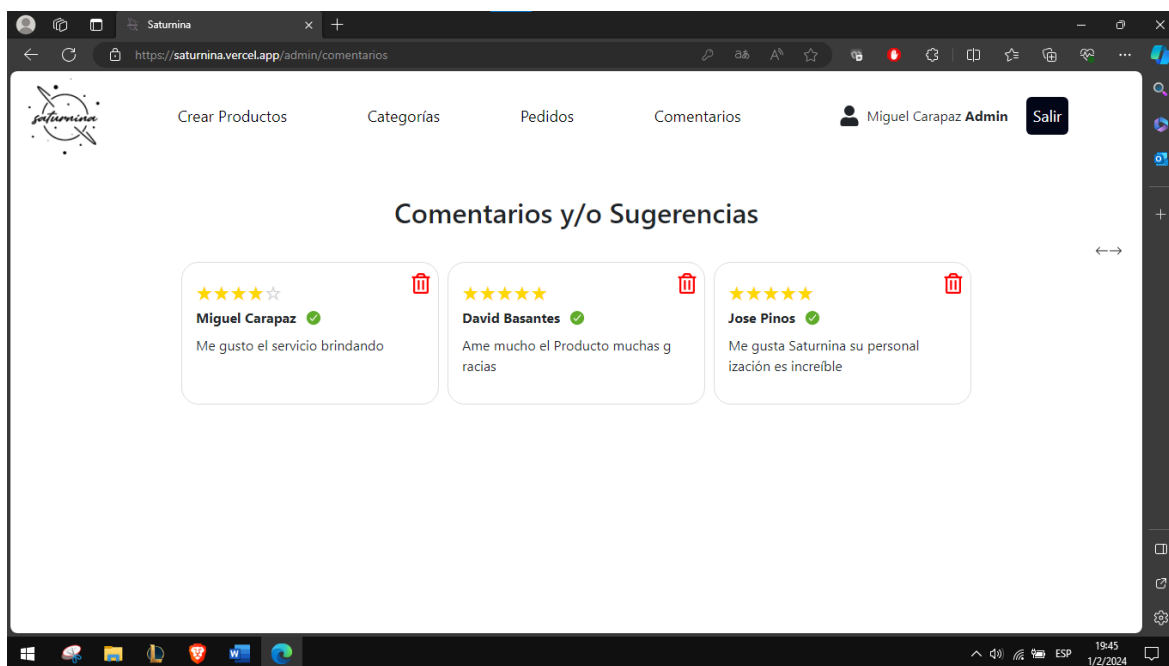 Saturnina
https://saturnina.vercel.app/admin/comentarios
saturnina
Crear Productos Categorías Pedidos Comentarios Miguel Carapaz Admin Salir
Comentarios y/o Sugerencias
←→
Miguel Carapaz
Me gusto el servicio brindando
David Basantes
Ame mucho el Producto muchas g
racias
Jose Pinos
Me gusta Saturnina su personal
ización es increíble
ESP
19:45
1/2/2024